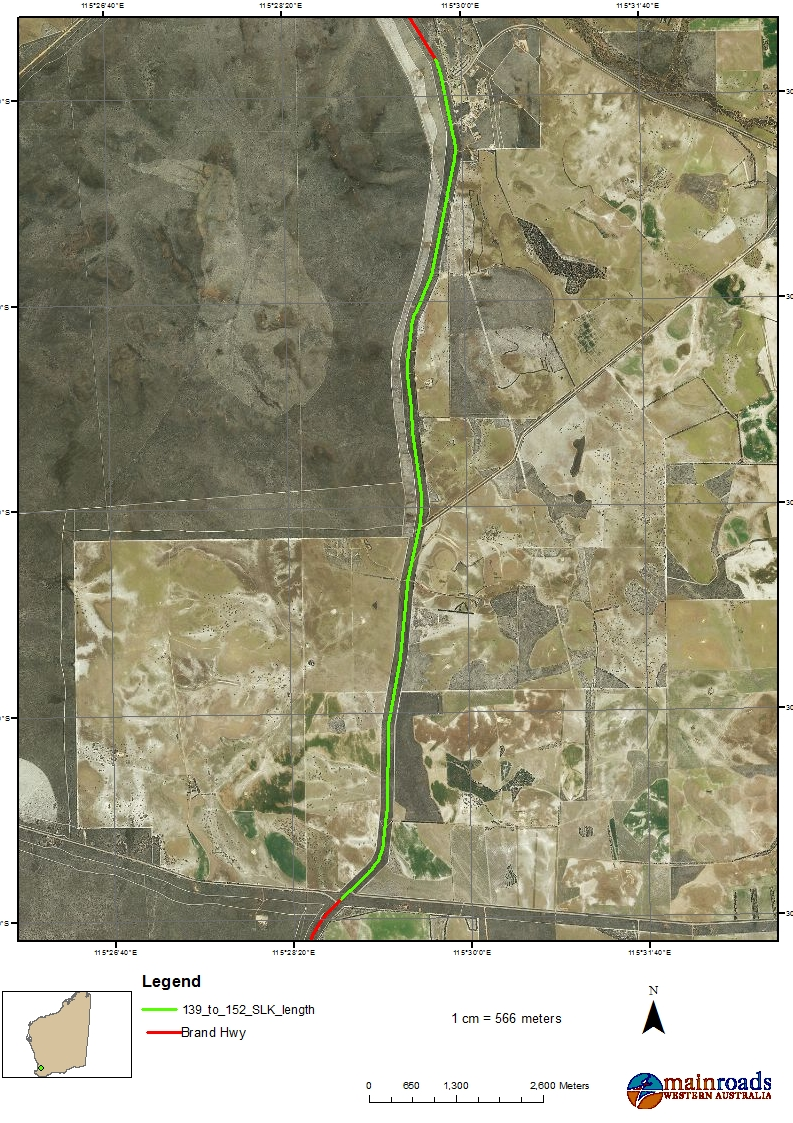 115°26'40"E 115°28'20"E 115°30'0"E 115°31'40"E
115°26'40"E 115°28'20"E 115°30'0"E 115°31'40"E
Legend
139_to_152_SLK_length
Brand Hwy
1 cm = 566 meters
N
0 650 1,300 2,600 Meters
mainroads
WESTERN AUSTRALIA